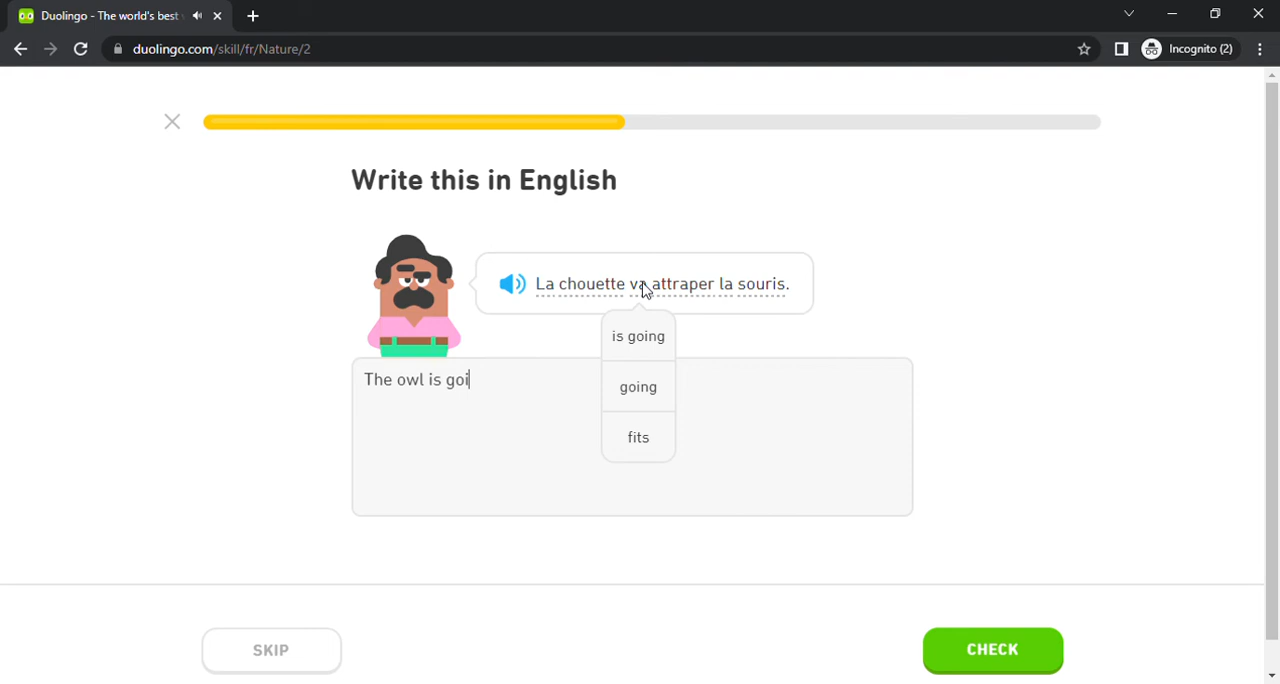 Duolingo - The world's best
duolingo.com/skill/fr/Nature/2
Incognito (2)
Write this in English
La chouette va attraper la souris.
is going
going
fits
The owl is goi
SKIP
CHECK